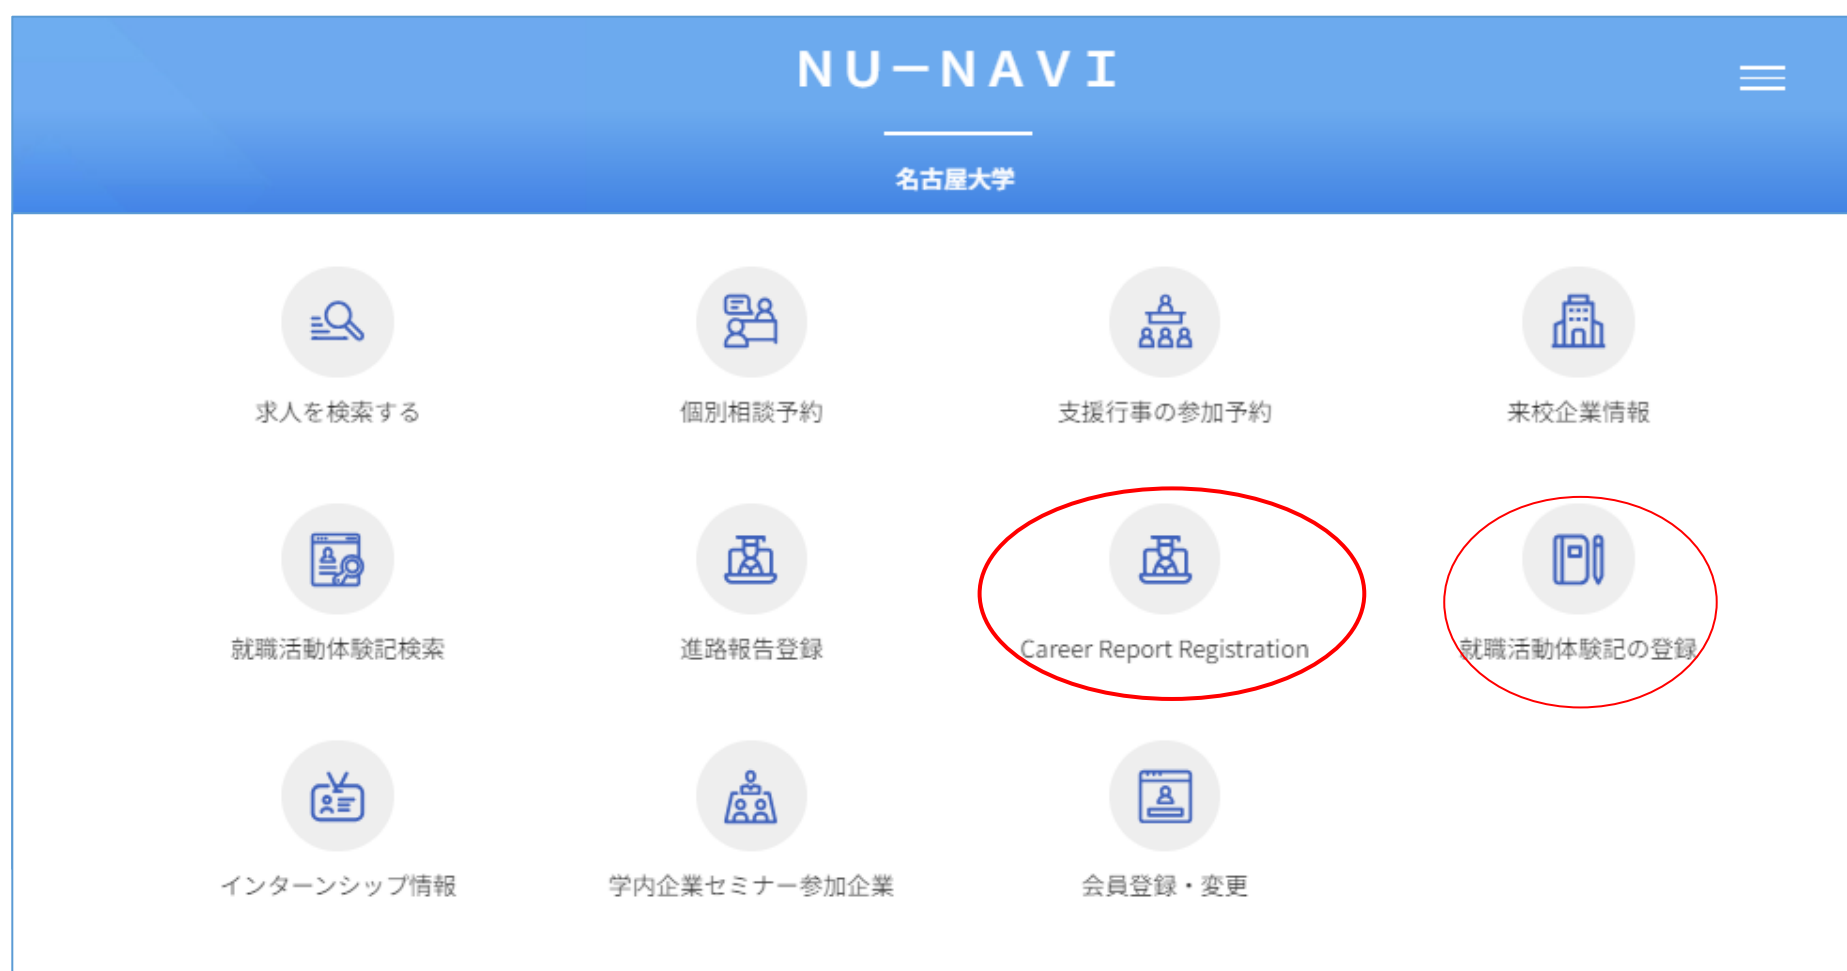 NU−NAVI
名古屋大学
求人を検索する
個別相談予約
支援行事の参加予約
来校企業情報
就職活動体験記検索
進路報告登録
Career Report Registration
就職活動体験記の登録
インターンシップ情報
学内企業セミナー参加企業
会員登録・変更